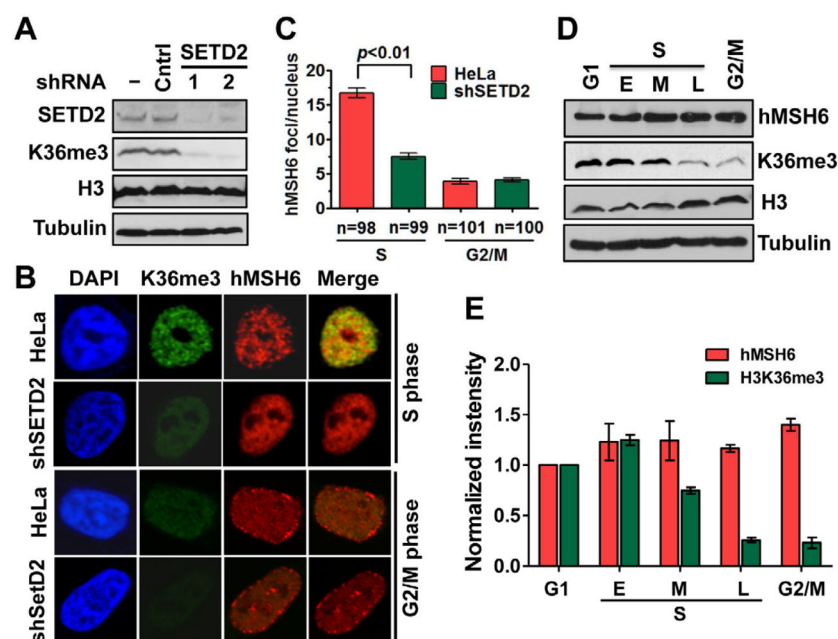 A
SETD2
shRNA – Cntrl 1 2
SETD2
K36me3
H3
Tubulin
B
DAPI K36me3 hMSH6 Merge
HeLa
shSETD2
S phase
HeLa
shSetD2
G2/M phase
C
p<0.01
HeLa
shSETD2
hMSH6 foci/nucleus
20
15
10
5
0
n=98 n=99 n=101 n=100
S G2/M
D
S
G1 E M L G2/M
hMSH6
K36me3
H3
Tubulin
E
hMSH6
H3K36me3
Normalized instensity
2.0
1.5
1.0
0.5
0.0
G1 E M L G2/M
S